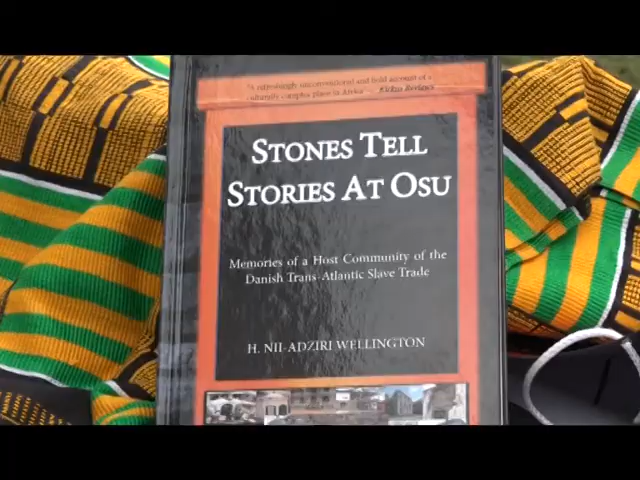 "A refreshingly unconventional and bold account of a
culturally complex place in Africa" — Kirkus Reviews
STONES TELL
STORIES AT OSU
Memories of a Host Community of the
Danish Trans-Atlantic Slave Trade
H. NII-ADZIRI WELLINGTON